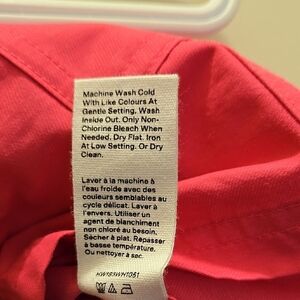 Machine Wash Cold
With Like Colours At
Gentle Setting. Wash
Inside Out. Only Non-
Chlorine Bleach When
Needed. Dry Flat. Iron
At Low Setting. Or Dry
Clean.
Laver à la machine à
l'eau froide avec des
couleurs semblables au
cycle délicat. Laver à
l'envers. Utiliser un
agent de blanchiment
non chloré au besoin.
Sécher à plat. Repasser
à basse température.
Ou nettoyer à sec.